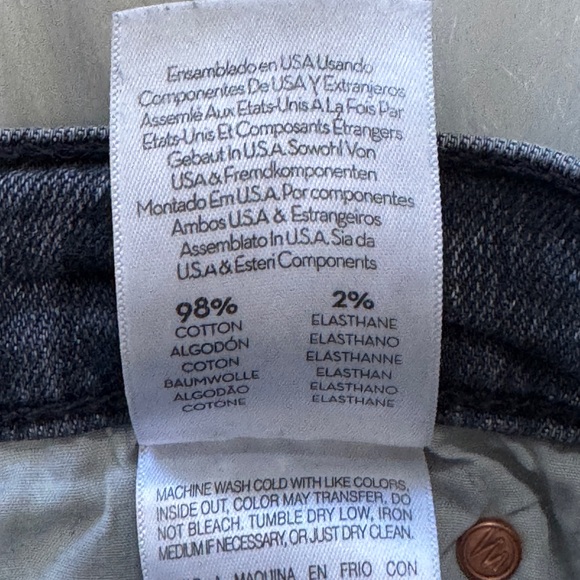 Ensamblado en USA Usando
Componentes De USA Y Extranjeros
Assemlé Aux Etats-Unis A La Fois Par
Etats-Unis Et Composants Étrangers
Gebaut In U.S.A. Sowohl Von
USA & Fremdkomponenten
Montado Em U.S.A. Por componentes
Ambos U.S.A & Estrangeiros
Assemblato In U.S.A. Sia da
U.S.A & Esteri Components
98% 2%
COTTON ELASTHANE
ALGODÓN ELASTHANO
COTON ELASTHANNE
BAUMWOLLE ELASTHAN
ALGODÃO ELASTHANO
COTONE ELASTHANE
MACHINE WASH COLD WITH LIKE COLORS,
INSIDE OUT, COLOR MAY TRANSFER, DO
NOT BLEACH. TUMBLE DRY LOW, IRON
MEDIUM IF NECESSARY, OR JUST DRY CLEAN.
A MAQUINA EN FRIO CON